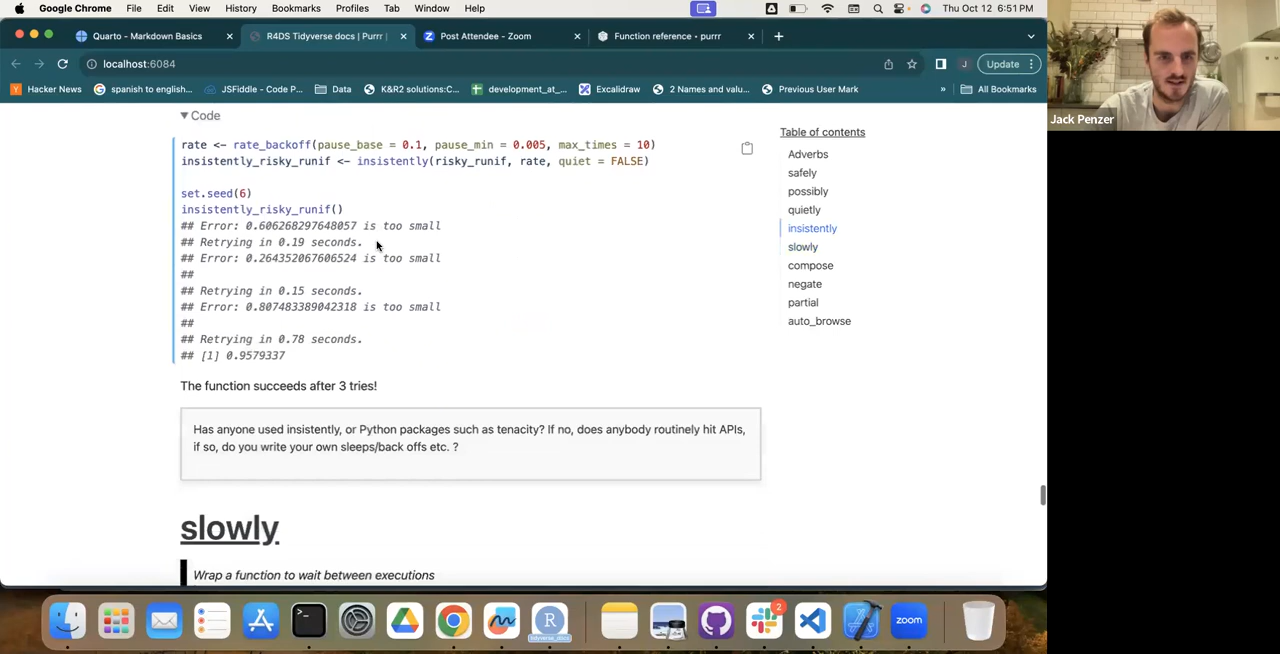 Google Chrome File Edit View History Bookmarks Profiles Tab Window Help Thu Oct 12 6:51 PM
Quarto - Markdown Basics
R4DS Tidyverse docs | Purrr |
Post Attendee - Zoom
Function reference • purrr
localhost:6084
J
Update
Hacker News
spanish to english...
JSFiddle - Code P...
Data
K&R2 solutions:C...
development_at_...
Excalidraw
2 Names and valu...
Previous User Mark
»
All Bookmarks
Jack Penzer
Code
rate <- rate_backoff(pause_base = 0.1, pause_min = 0.005, max_times = 10)
insistently_risky_runif <- insistently(risky_runif, rate, quiet = FALSE)
set.seed(6)
insistently_risky_runif()
## Error: 0.606268297648057 is too small
## Retrying in 0.19 seconds.
## Error: 0.264352067606524 is too small
##
## Retrying in 0.15 seconds.
## Error: 0.807483389042318 is too small
##
## Retrying in 0.78 seconds.
## [1] 0.9579337
The function succeeds after 3 tries!
Has anyone used insistently, or Python packages such as tenacity? If no, does anybody routinely hit APIs,
if so, do you write your own sleeps/back offs etc. ?
slowly
Wrap a function to wait between executions
Table of contents
Adverbs
safely
possibly
quietly
insistently
slowly
compose
negate
partial
auto_browse
R
tidyverse_docs
2
zoom